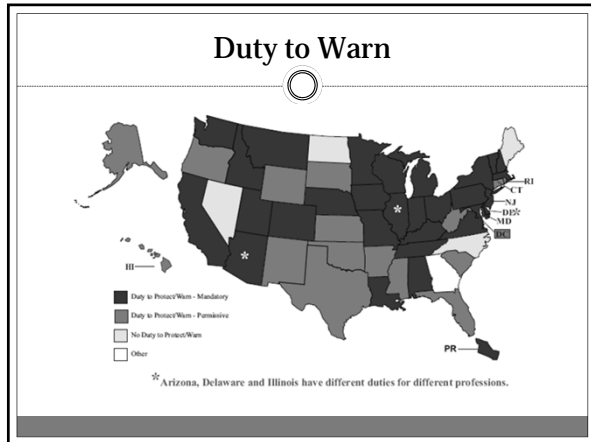 Duty to Warn
RI
CT
NJ
DE*
MD
DC
HI
Duty to Protect/Warn - Mandatory
Duty to Protect/Warn - Permissive
No Duty to Protect/Warn
Other
PR
*Arizona, Delaware and Illinois have different duties for different professions.